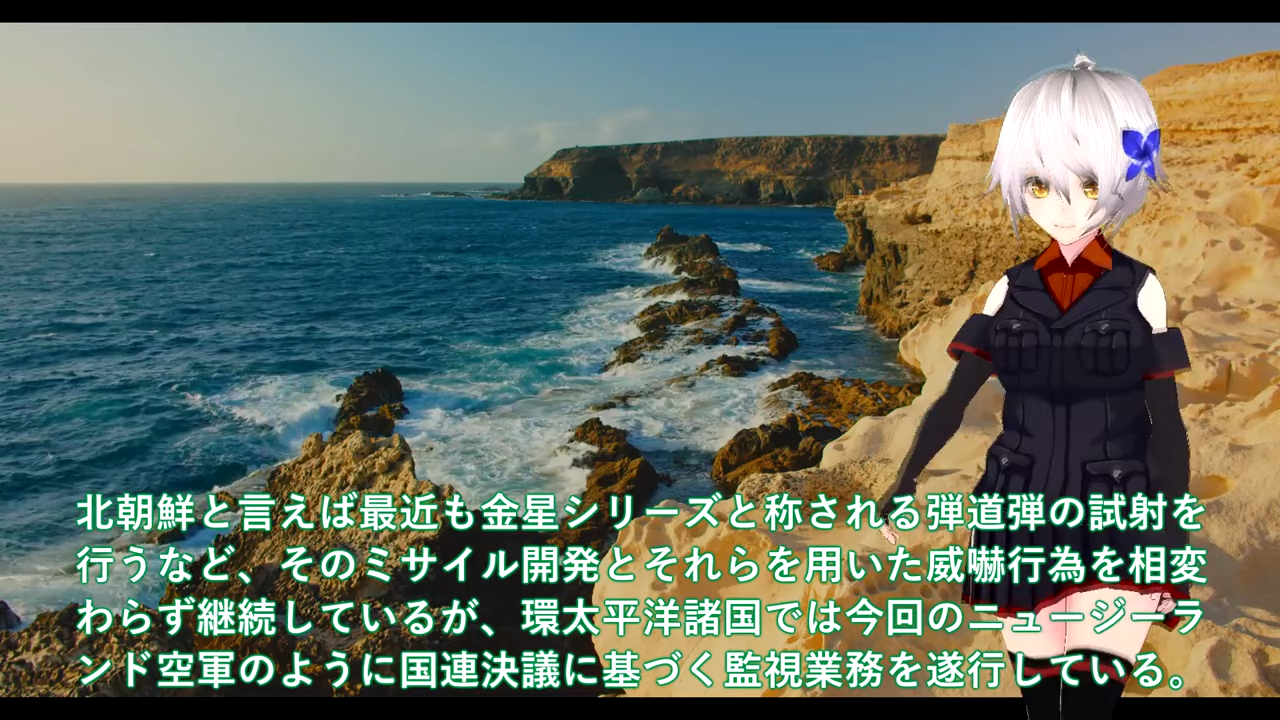 北朝鮮と言えば最近も金星シリーズと称される弾道弾の試射を
行うなど、そのミサイル開発とそれらを用いた威嚇行為を相変
わらず継続しているが、環太平洋諸国では今回のニュージーラ
ンド空軍のように国連決議に基づく監視業務を遂行している。